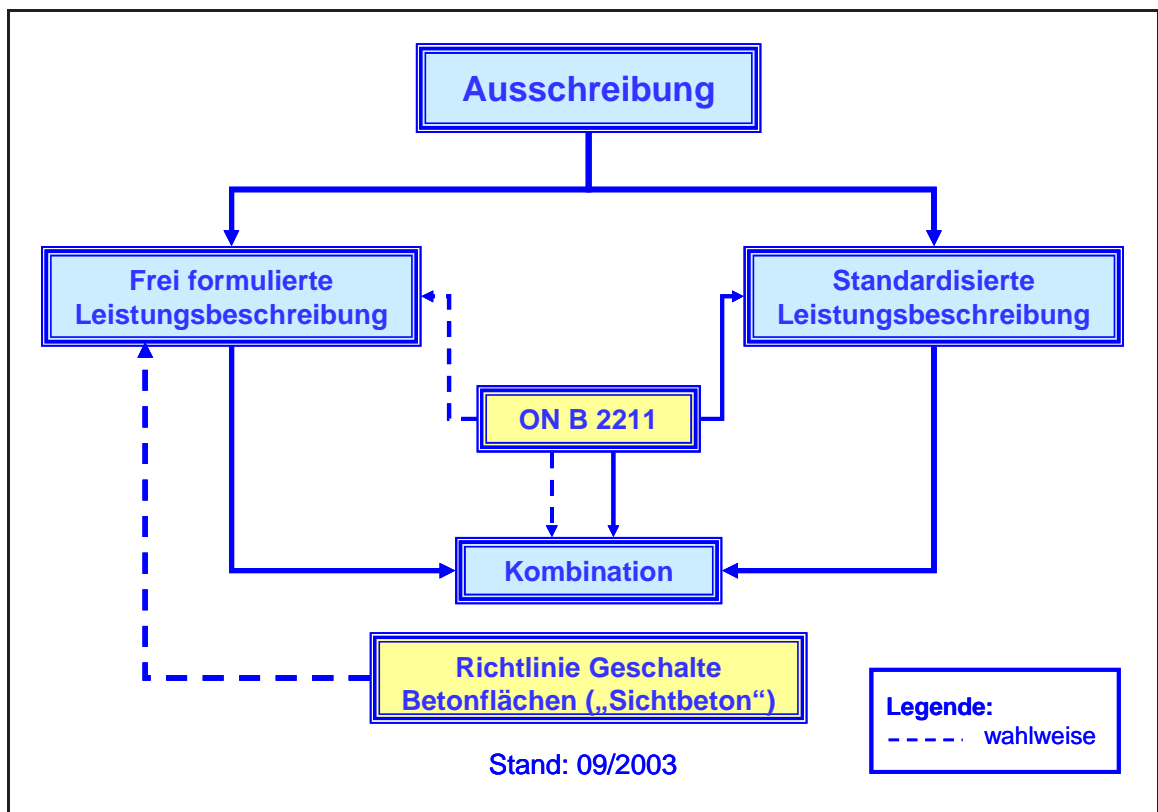 Ausschreibung
Frei formulierte
Leistungsbeschreibung
Standardisierte
Leistungsbeschreibung
ON B 2211
Kombination
Richtlinie Geschalte
Betonflächen („Sichtbeton“)
Legende:
wahlweise
Stand: 09/2003